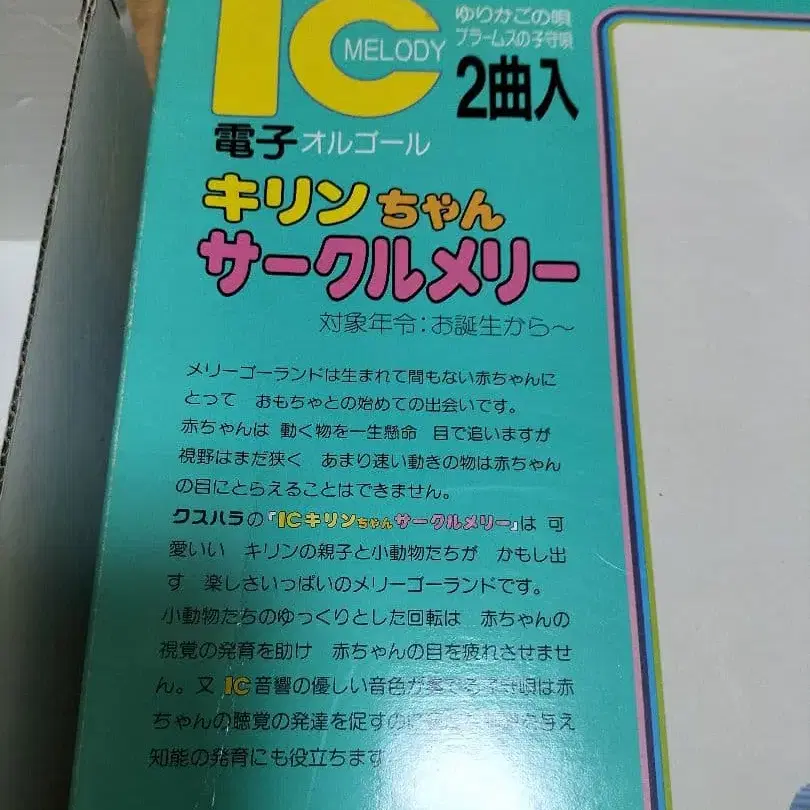 IC
MELODY
ゆりかごの唄
ブラームスの子守唄
2曲入
電子オルゴール
キリンちゃん
サークルメリー
対象年令:お誕生から～
メリーゴーランドは生まれて間もない赤ちゃんに
とって おもちゃとの始めての出会いです。
赤ちゃんは 動く物を一生懸命 目で追いますが
視野はまだ狭く あまり速い動きの物は赤ちゃん
の目にとらえることはできません。
クスハラの『ICキリンちゃんサークルメリー』は 可
愛いい キリンの親子と小動物たちが かもし出
す 楽しさいっぱいのメリーゴーランドです。
小動物たちのゆっくりとした回転は 赤ちゃんの
視覚の発育を助け 赤ちゃんの目を疲れさせませ
ん。又 IC音響の優しい音色が奏でる子守唄は赤
ちゃんの聴覚の発達を促すのに 与え
知能の発育にも役立ちます